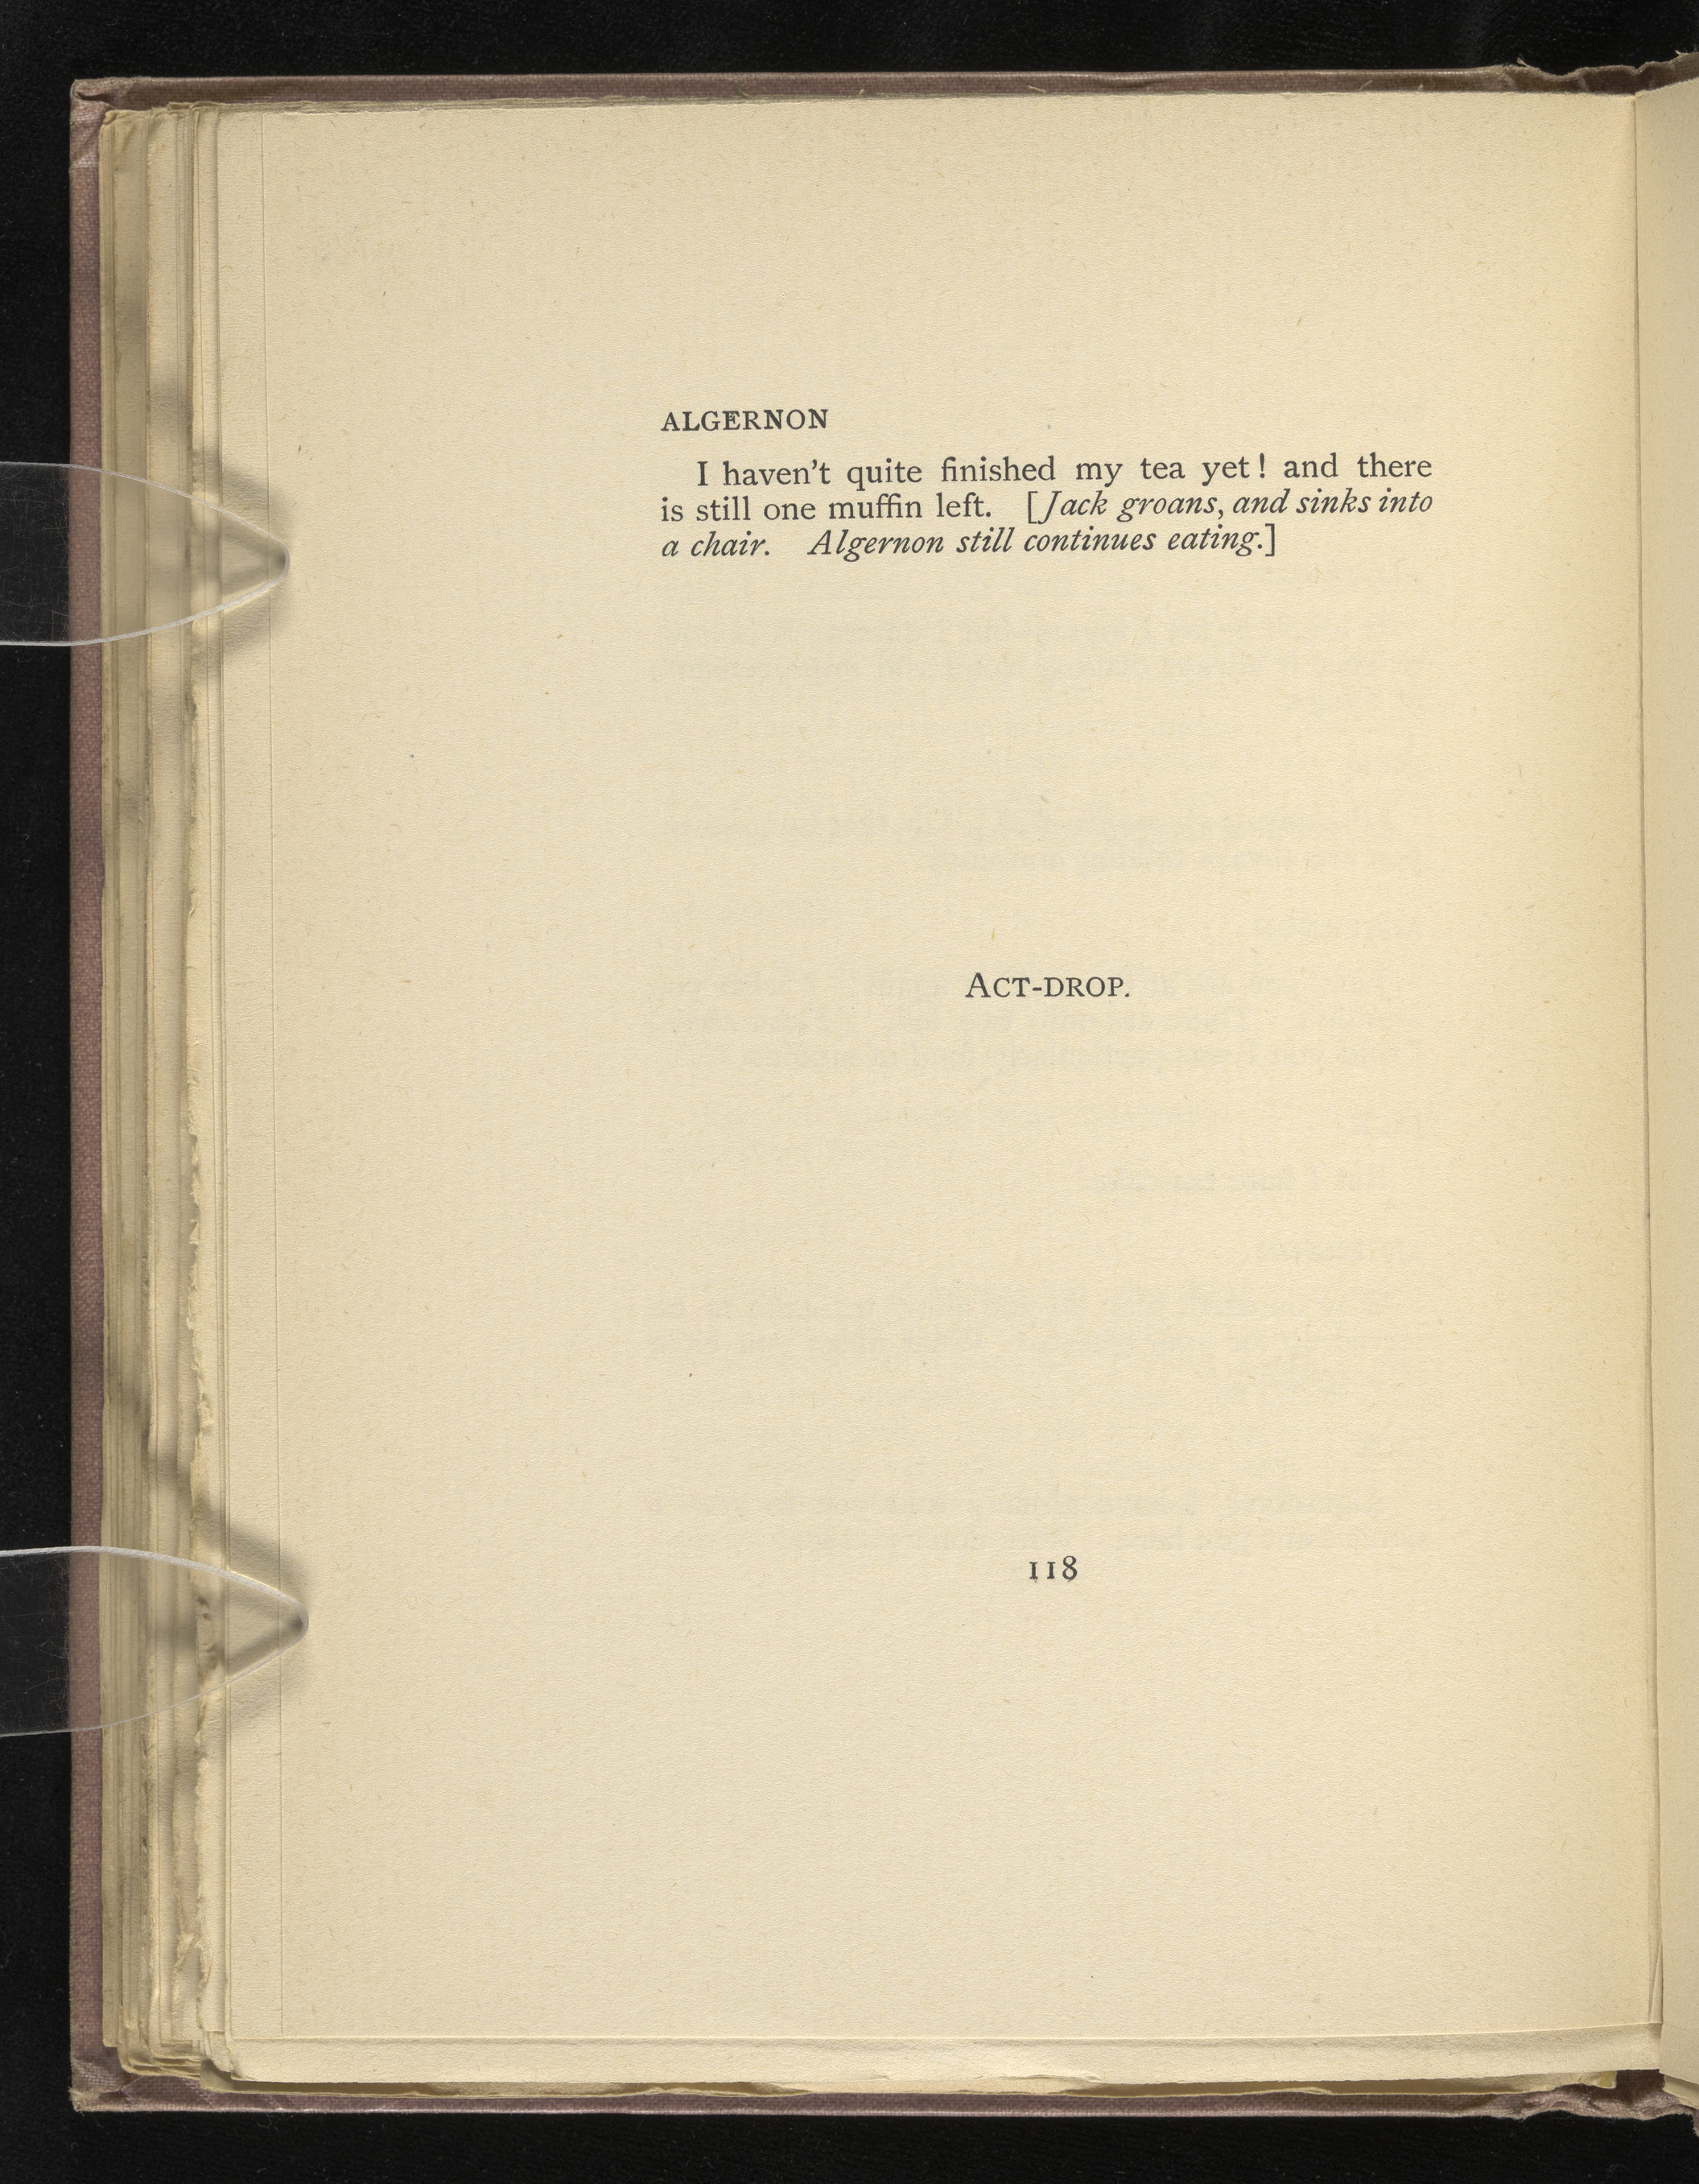 ALGERNON
I haven't quite finished my tea yet! and there
is still one muffin left. [Jack groans, and sinks into
a chair. Algernon still continues eating.]
ACT-DROP.
118